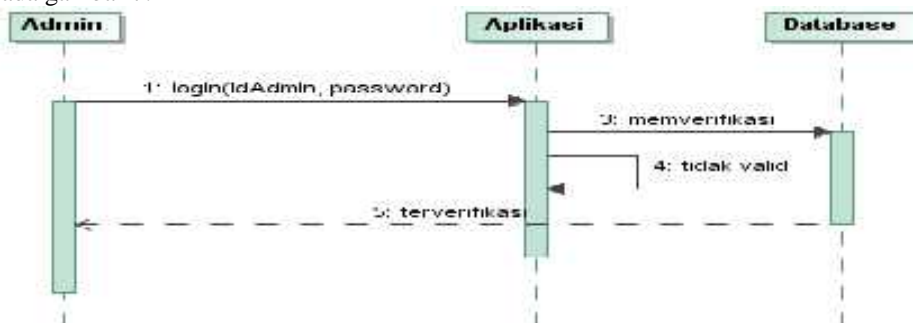 Admin
Aplikasi
Database
1: login(idAdmin, password)
3: memverifikasi
4: tidak valid
5: terverifikasi